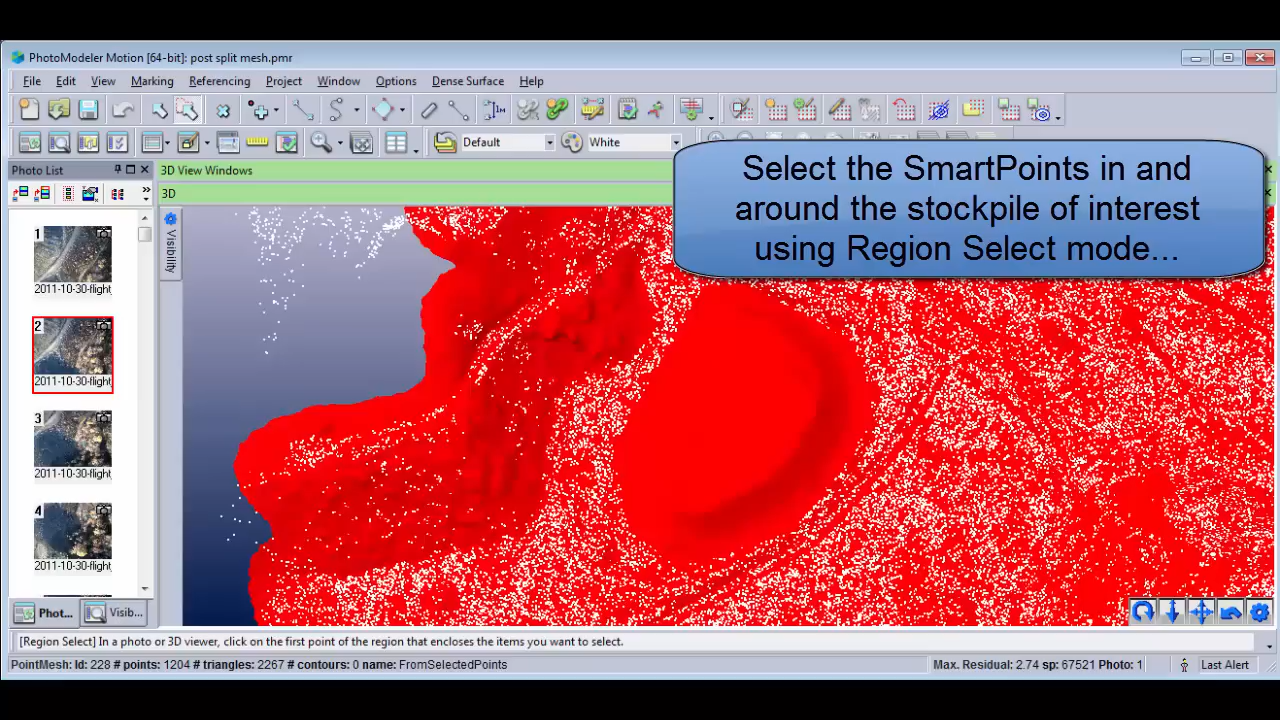 PhotoModeler Motion [64-bit]: post split mesh.pmr
File Edit View Marking Referencing Project Window Options Dense Surface Help
Default White
Photo List
3D View Windows
3D
Select the SmartPoints in and
around the stockpile of interest
using Region Select mode...
Visibility
1
2011-10-30-flight
2
2011-10-30-flight
3
2011-10-30-flight
4
2011-10-30-flight
Phot... Visib...
[Region Select] In a photo or 3D viewer, click on the first point of the region that encloses the items you want to select.
PointMesh: Id: 228 # points: 1204 # triangles: 2267 # contours: 0 name: FromSelectedPoints Max. Residual: 2.74 sp: 67521 Photo: 1 Last Alert